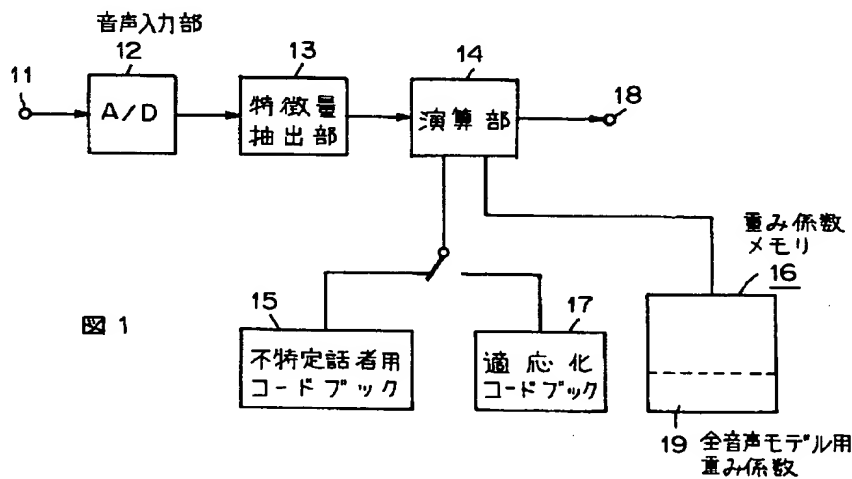 音声入力部
12
11
A/D
13
特徴量
抽出部
14
演算部
18
重み係数
メモリ
16
図1
15
不特定話者用
コードブック
17
適応化
コードブック
19 全音声モデル用
重み係数